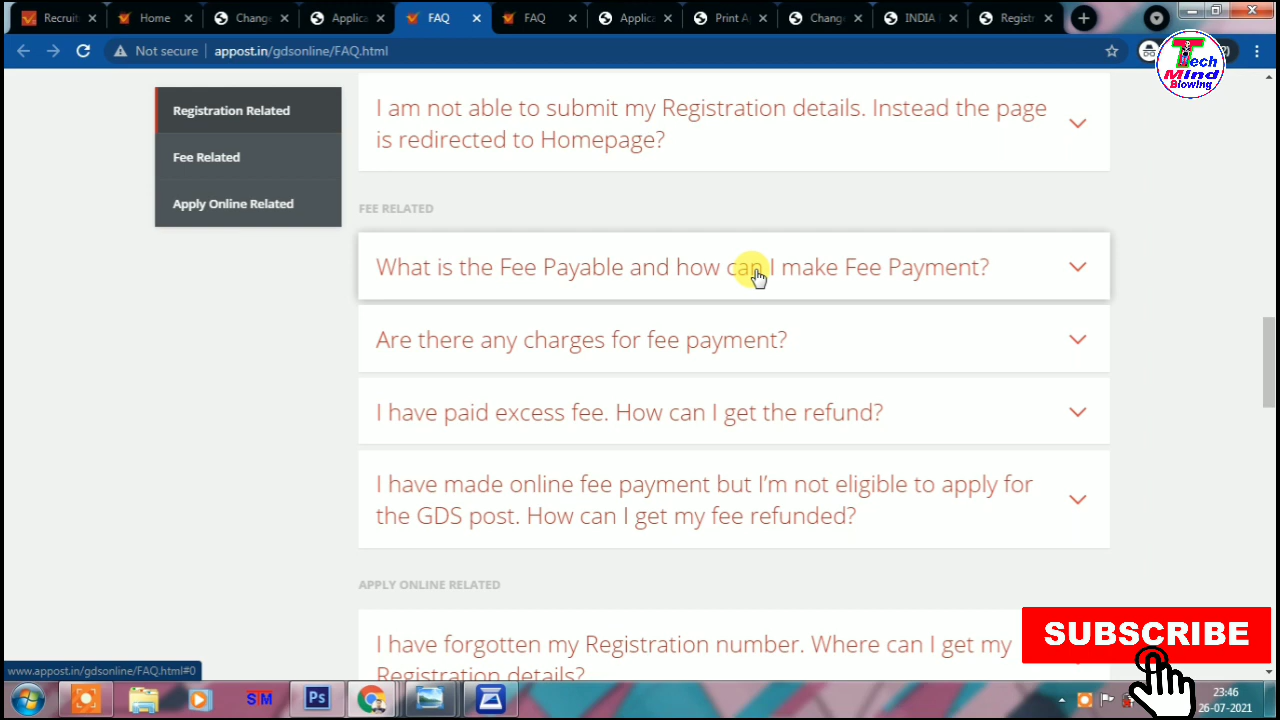 Recruit
Home
Change
Applica
FAQ
FAQ
Applica
Print A
Change
INDIA
Registr
Not secure
appost.in/gdsonline/FAQ.html
Tech
Mind
Blowing
Registration Related
Fee Related
Apply Online Related
I am not able to submit my Registration details. Instead the page
is redirected to Homepage?
FEE RELATED
What is the Fee Payable and how can I make Fee Payment?
Are there any charges for fee payment?
I have paid excess fee. How can I get the refund?
I have made online fee payment but I’m not eligible to apply for
the GDS post. How can I get my fee refunded?
APPLY ONLINE RELATED
I have forgotten my Registration number. Where can I get my
Registration details?
SUBSCRIBE
www.appost.in/gdsonline/FAQ.html#0
SM
Ps
23:46
26-07-2021